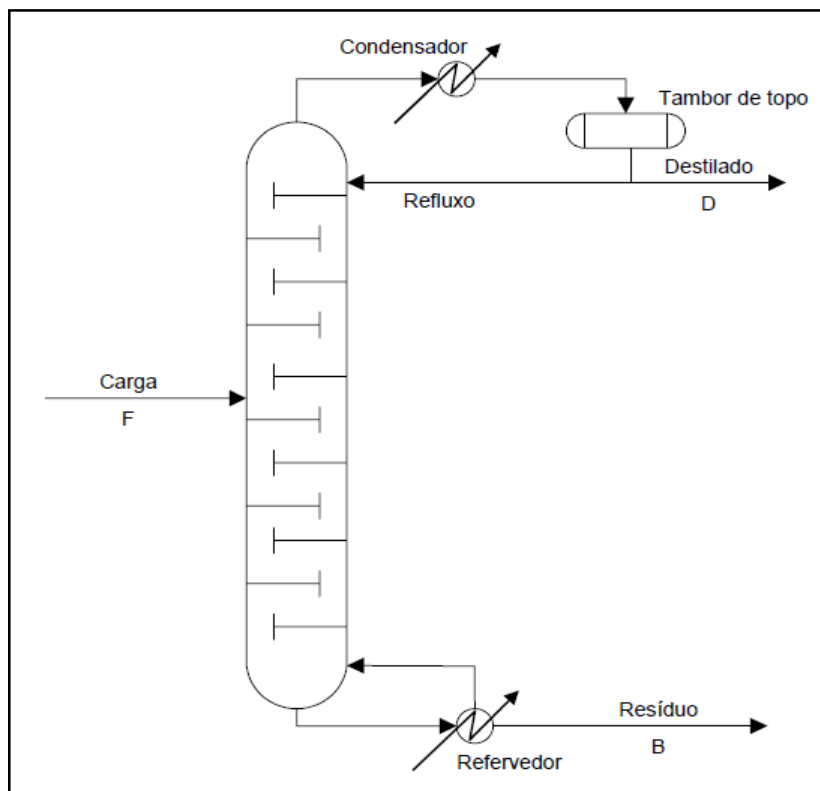 Condensador
Tambor de topo
Destilado
D
Refluxo
Carga
F
Resíduo
B
Refervedor